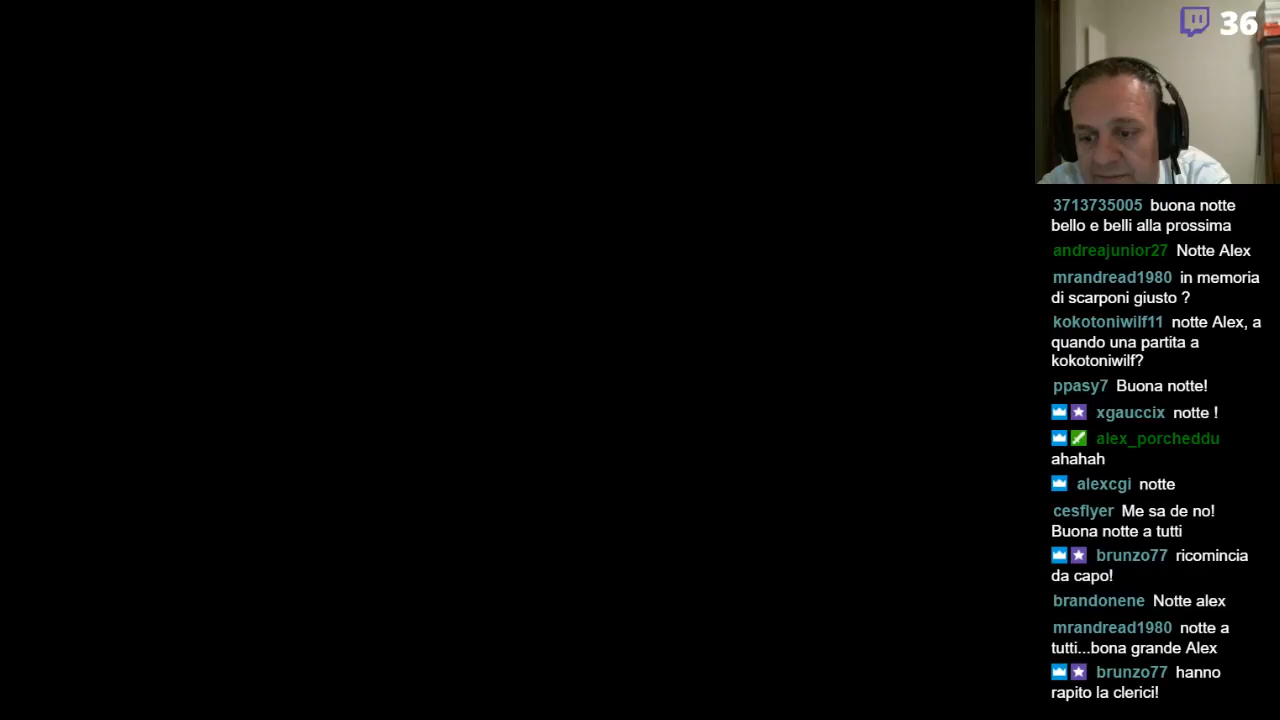 36
3713735005 buona notte
bello e belli alla prossima
andreajunior27 Notte Alex
mrandread1980 in memoria
di scarponi giusto ?
kokotoniwilf11 notte Alex, a
quando una partita a
kokotoniwilf?
ppasy7 Buona notte!
xgauccix notte !
alex_porcheddu
ahahah
alexcgi notte
cesflyer Me sa de no!
Buona notte a tutti
brunzo77 ricomincia
da capo!
brandonene Notte alex
mrandread1980 notte a
tutti...bona grande Alex
brunzo77 hanno
rapito la clerici!